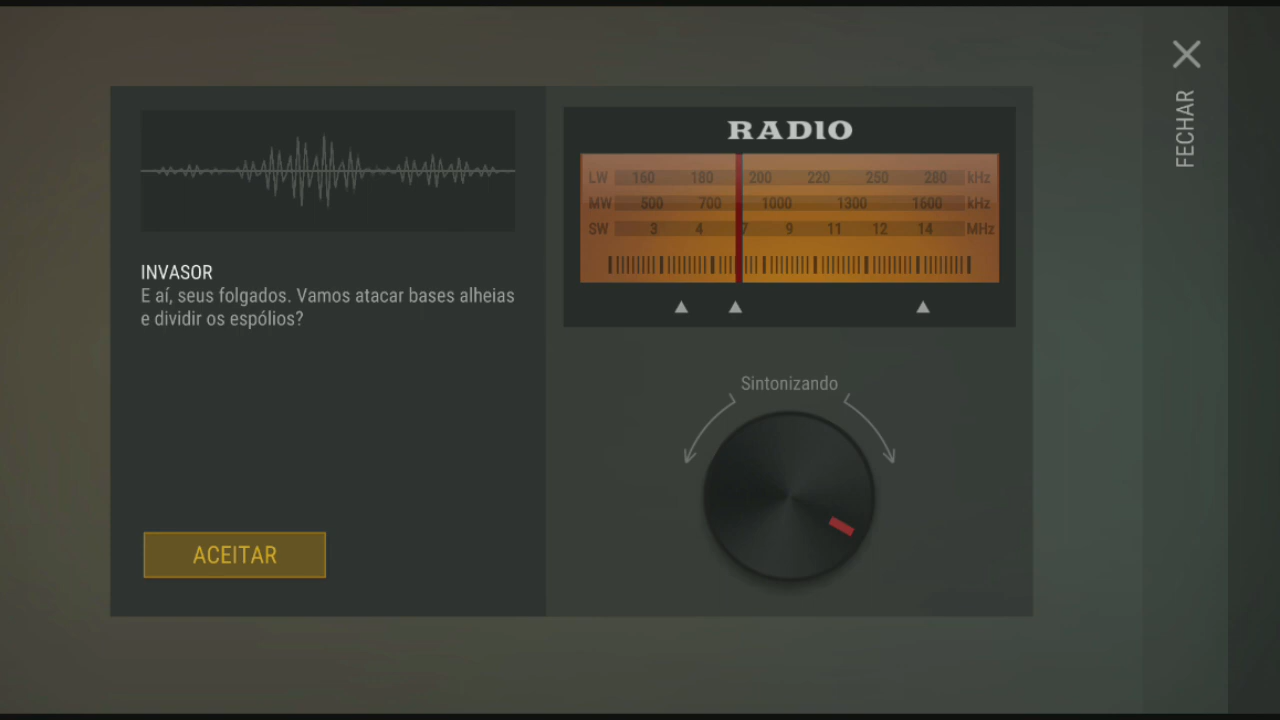 INVASOR
E aí, seus folgados. Vamos atacar bases alheias
e dividir os espólios?
ACEITAR
RADIO
LW 160 180 200 220 250 280 kHz
MW 500 700 1000 1300 1600 kHz
SW 3 4 7 9 11 12 14 MHz
Sintonizando
FECHAR